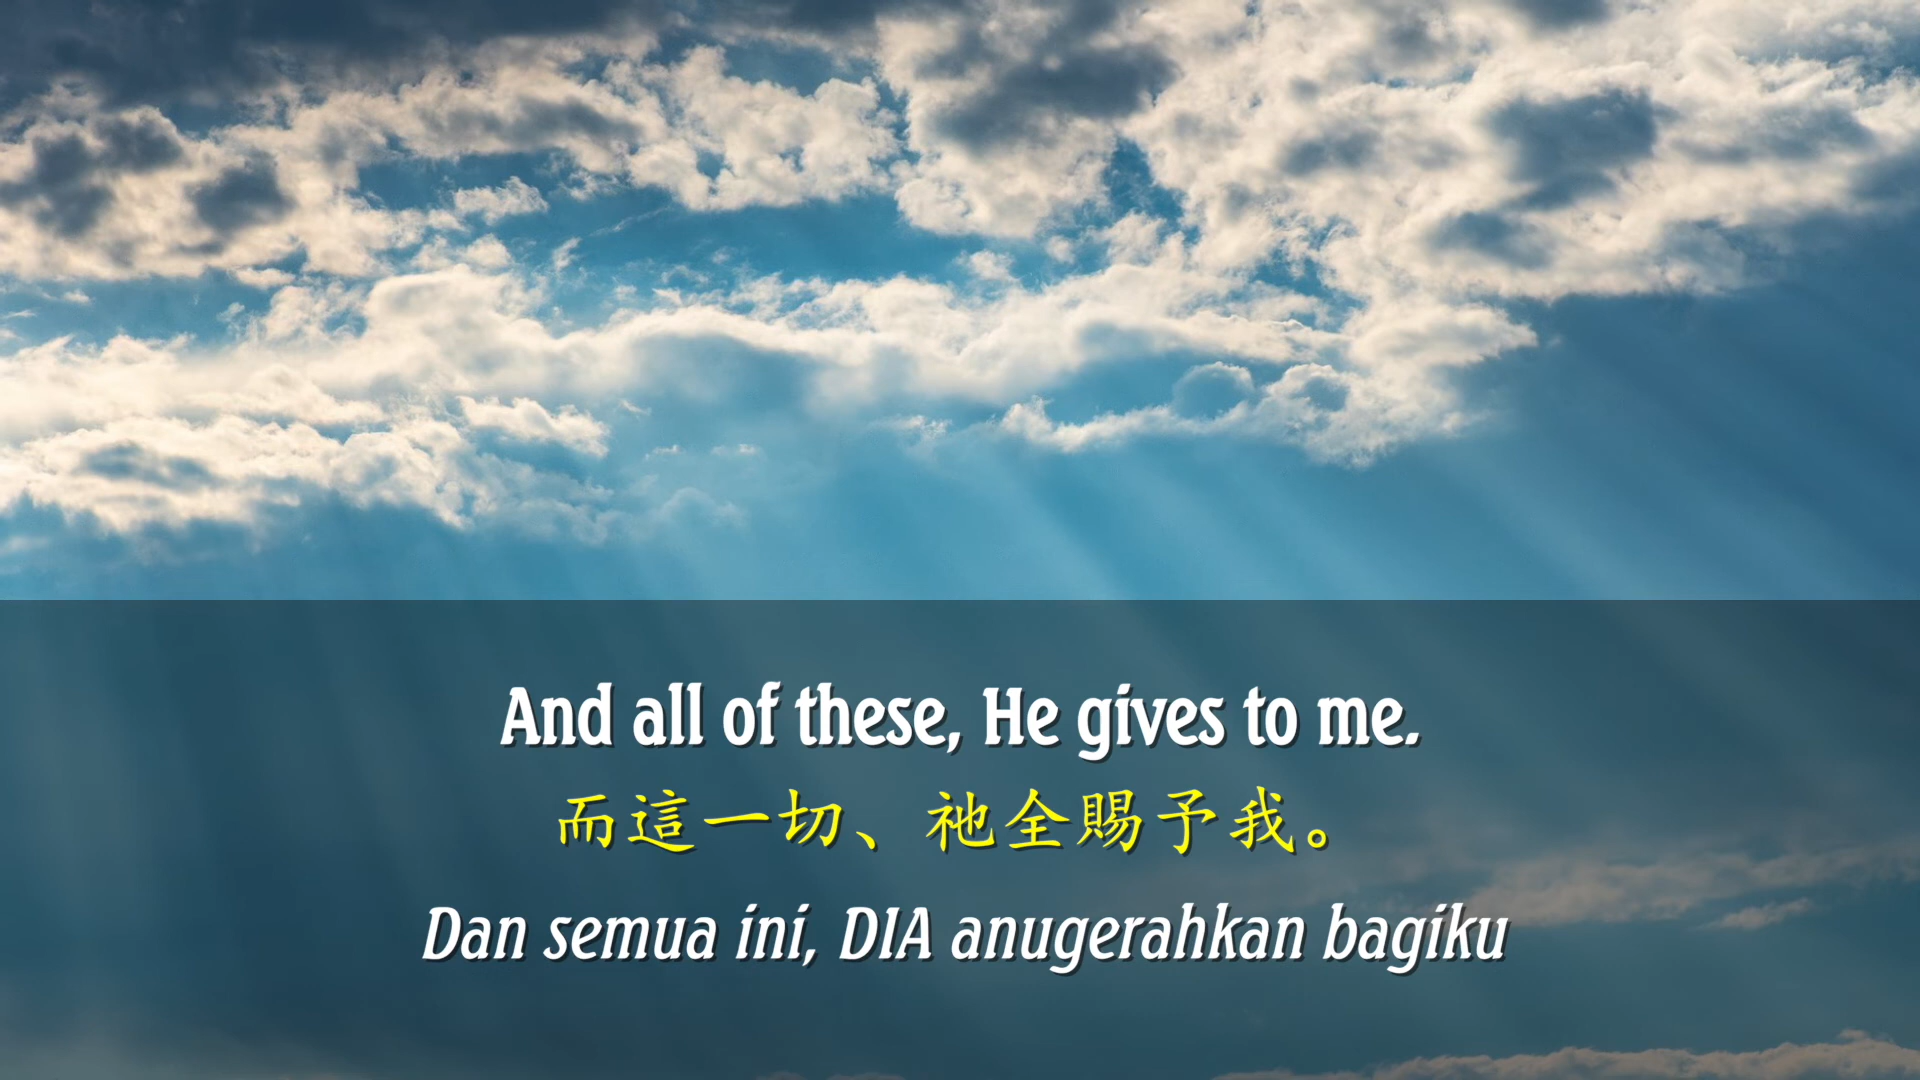 And all of these, He gives to me.
而這一切、祂全賜予我。
Dan semua ini, DIA anugerahkan bagiku